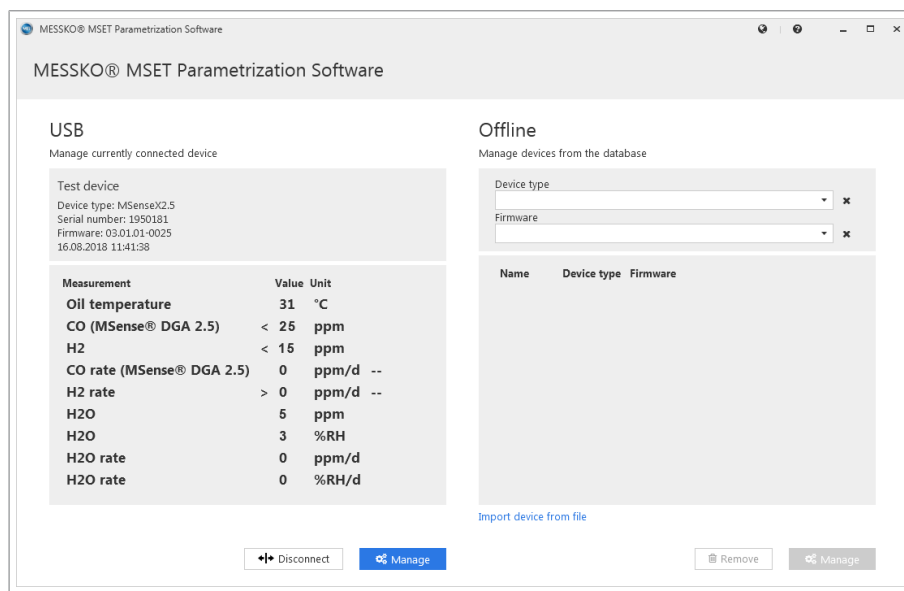 MESSKO® MSET Parametrization Software
MESSKO® MSET Parametrization Software
USB
Manage currently connected device
Test device
Device type: MSenseX2.5
Serial number: 1950181
Firmware: 03.01.01-0025
16.08.2018 11:41:38
Measurement Value Unit
Oil temperature 31 °C
CO (MSense® DGA 2.5) < 25 ppm
H2 < 15 ppm
CO rate (MSense® DGA 2.5) 0 ppm/d --
H2 rate > 0 ppm/d --
H2O 5 ppm
H2O 3 %RH
H2O rate 0 ppm/d
H2O rate 0 %RH/d
Disconnect Manage
Offline
Manage devices from the database
Device type
Firmware
Name Device type Firmware
Import device from file
Remove Manage